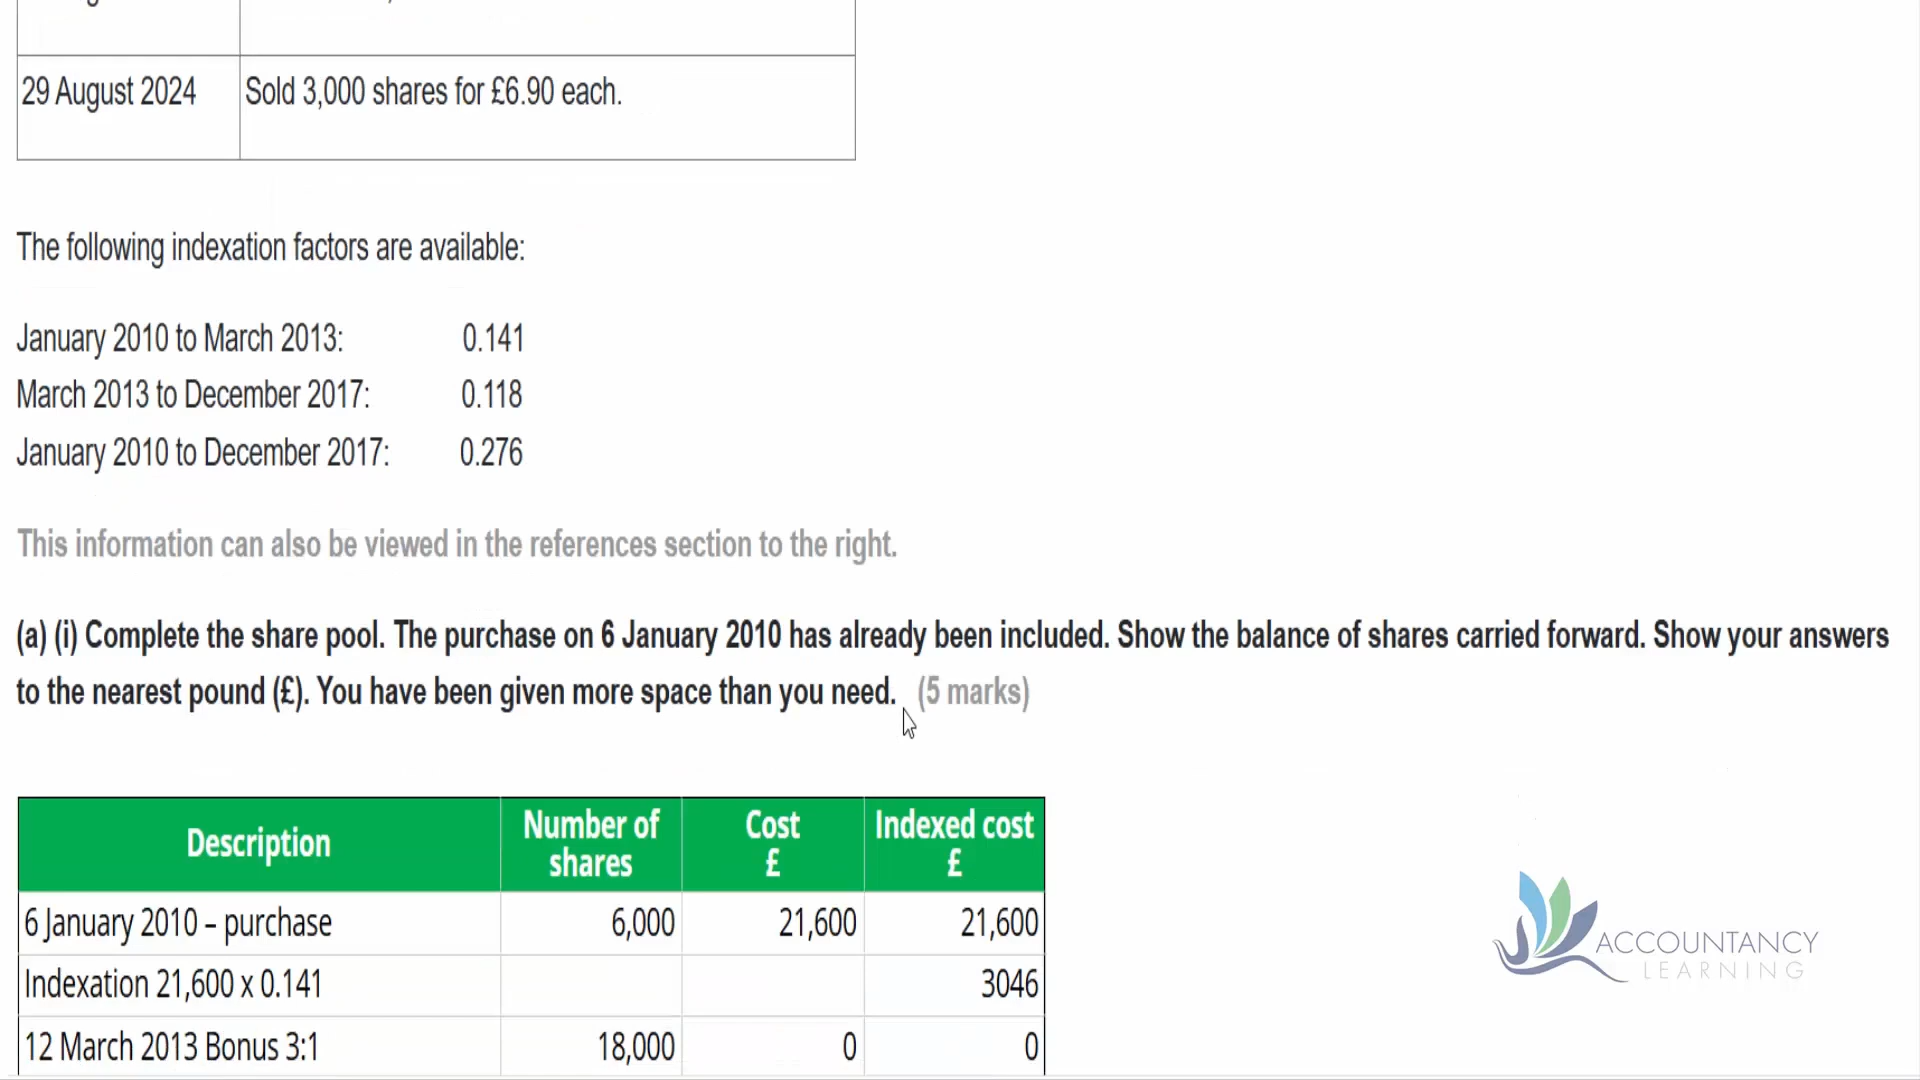 29 August 2024 Sold 3,000 shares for £6.90 each.
The following indexation factors are available:
January 2010 to March 2013: 0.141
March 2013 to December 2017: 0.118
January 2010 to December 2017: 0.276
This information can also be viewed in the references section to the right.
(a) (i) Complete the share pool. The purchase on 6 January 2010 has already been included. Show the balance of shares carried forward. Show your answers
to the nearest pound (£). You have been given more space than you need. (5 marks)
Description Number of shares Cost £ Indexed cost £
6 January 2010 – purchase 6,000 21,600 21,600
Indexation 21,600 x 0.141 3046
12 March 2013 Bonus 3:1 18,000 0 0
ACCOUNTANCY
LEARNING